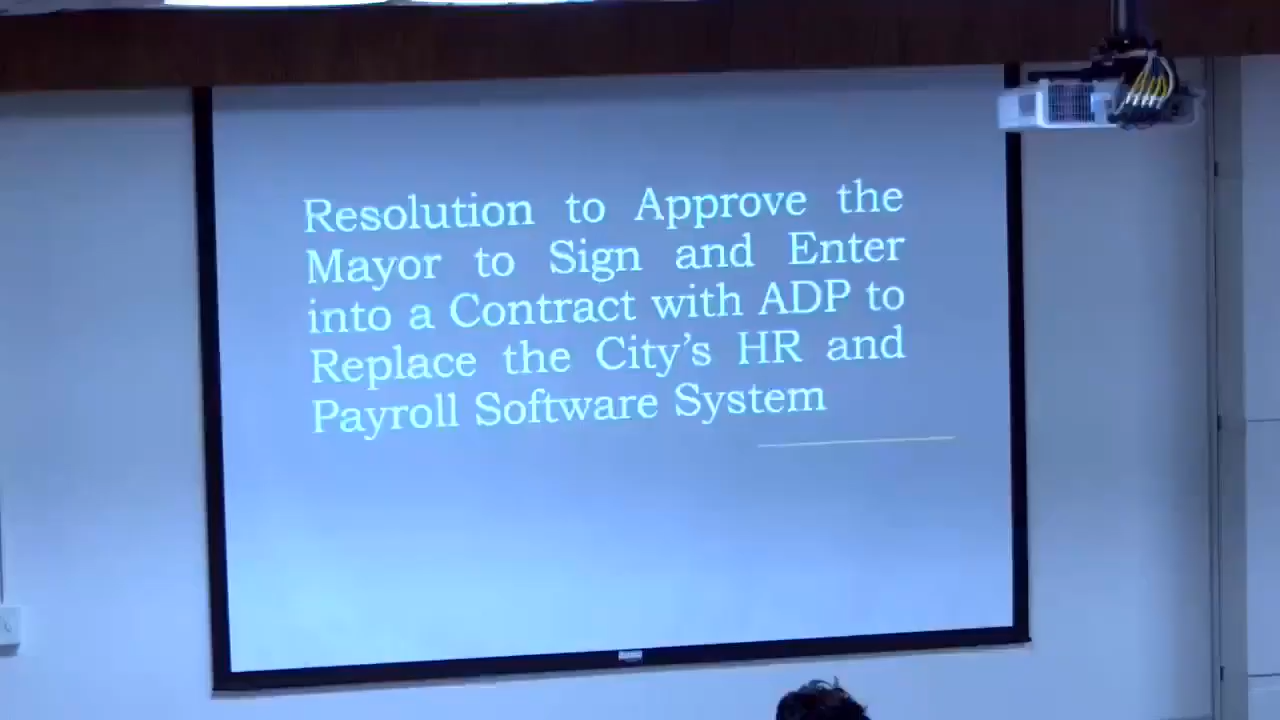 Resolution to Approve the
Mayor to Sign and Enter
into a Contract with ADP to
Replace the City's HR and
Payroll Software System